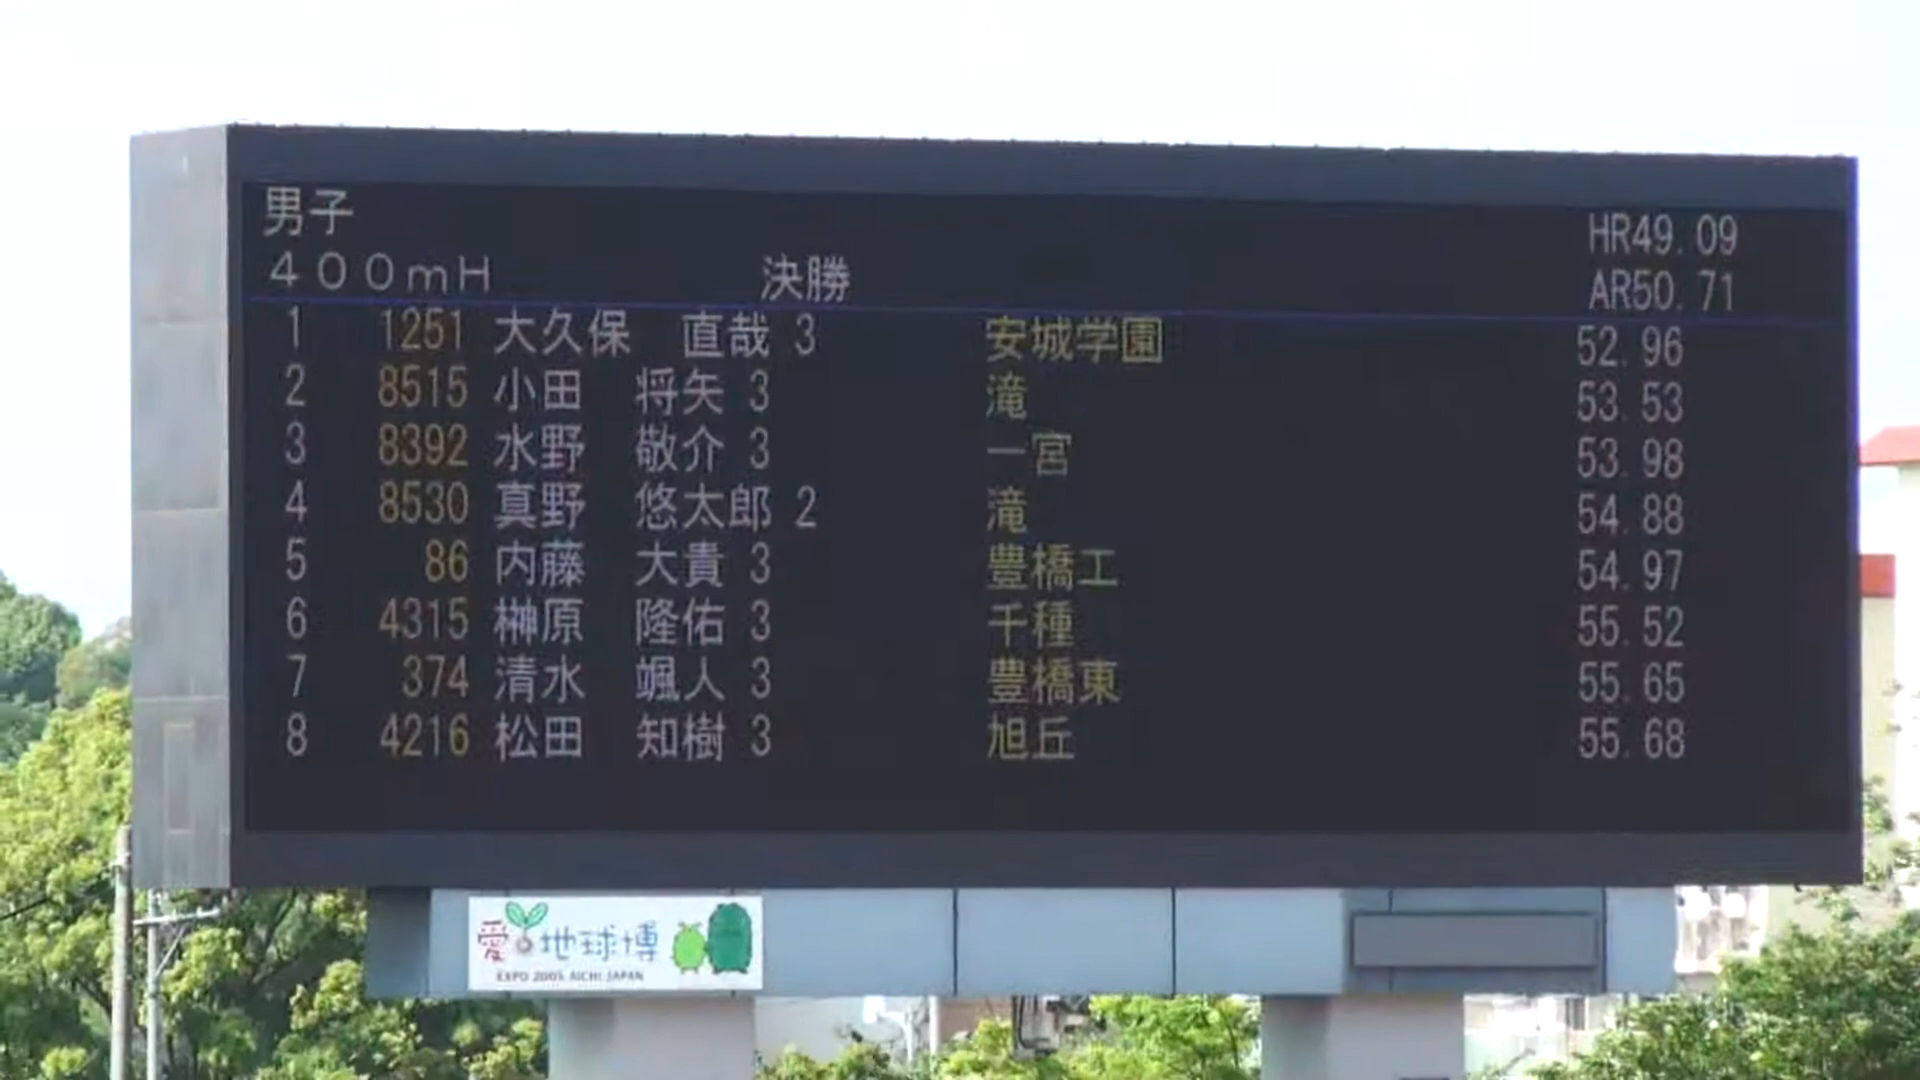 男子
HR49.09
400mH 決勝
AR50.71
1 1251 大久保 直哉 3 安城学園 52.96
2 8515 小田 将矢 3 滝 53.53
3 8392 水野 敬介 3 一宮 53.98
4 8530 真野 悠太郎 2 滝 54.88
5 86 内藤 大貴 3 豊橋工 54.97
6 4315 榊原 隆佑 3 千種 55.52
7 374 清水 颯人 3 豊橋東 55.65
8 4216 松田 知樹 3 旭丘 55.68
愛・地球博
EXPO 2005 AICHI JAPAN